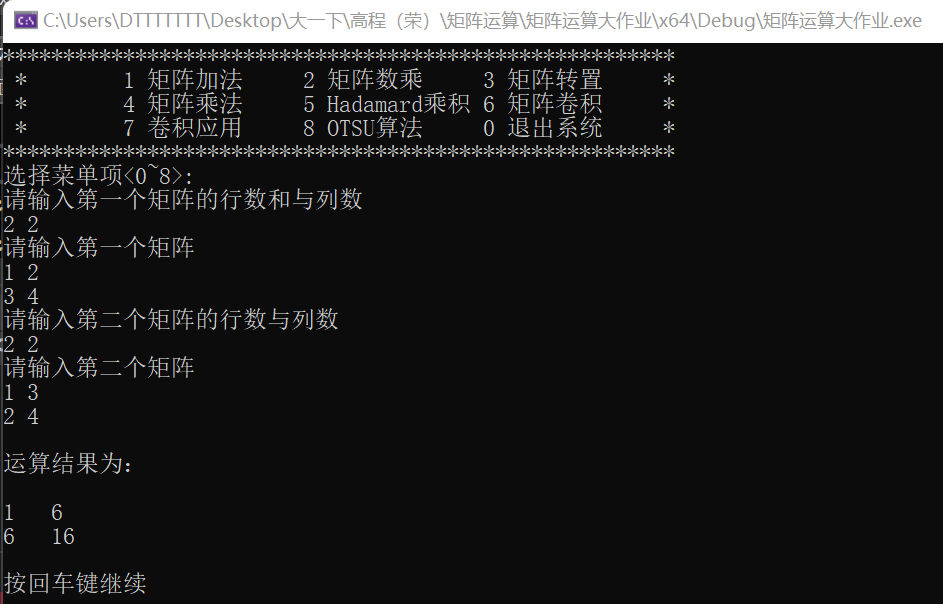 C:\Users\DTTTTTTT\Desktop\大一下\高程（荣）\矩阵运算\矩阵运算大作业\x64\Debug\矩阵运算大作业.exe
********************************************************
* 1 矩阵加法 2 矩阵数乘 3 矩阵转置 *
* 4 矩阵乘法 5 Hadamard乘积 6 矩阵卷积 *
* 7 卷积应用 8 OTSU算法 0 退出系统 *
********************************************************
选择菜单项<0~8>:
请输入第一个矩阵的行数和与列数
2 2
请输入第一个矩阵
1 2
3 4
请输入第二个矩阵的行数与列数
2 2
请输入第二个矩阵
1 3
2 4
运算结果为:
1 6
6 16
按回车键继续